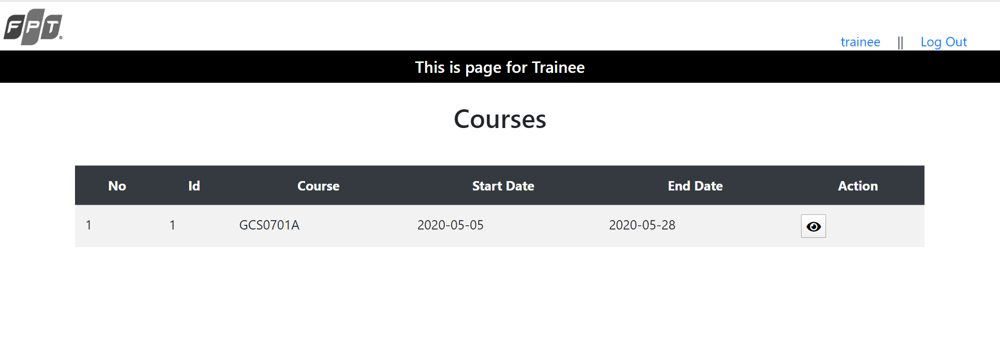 FPT
trainee || Log Out
This is page for Trainee
Courses
No Id Course Start Date End Date Action
1 1 GCS0701A 2020-05-05 2020-05-28